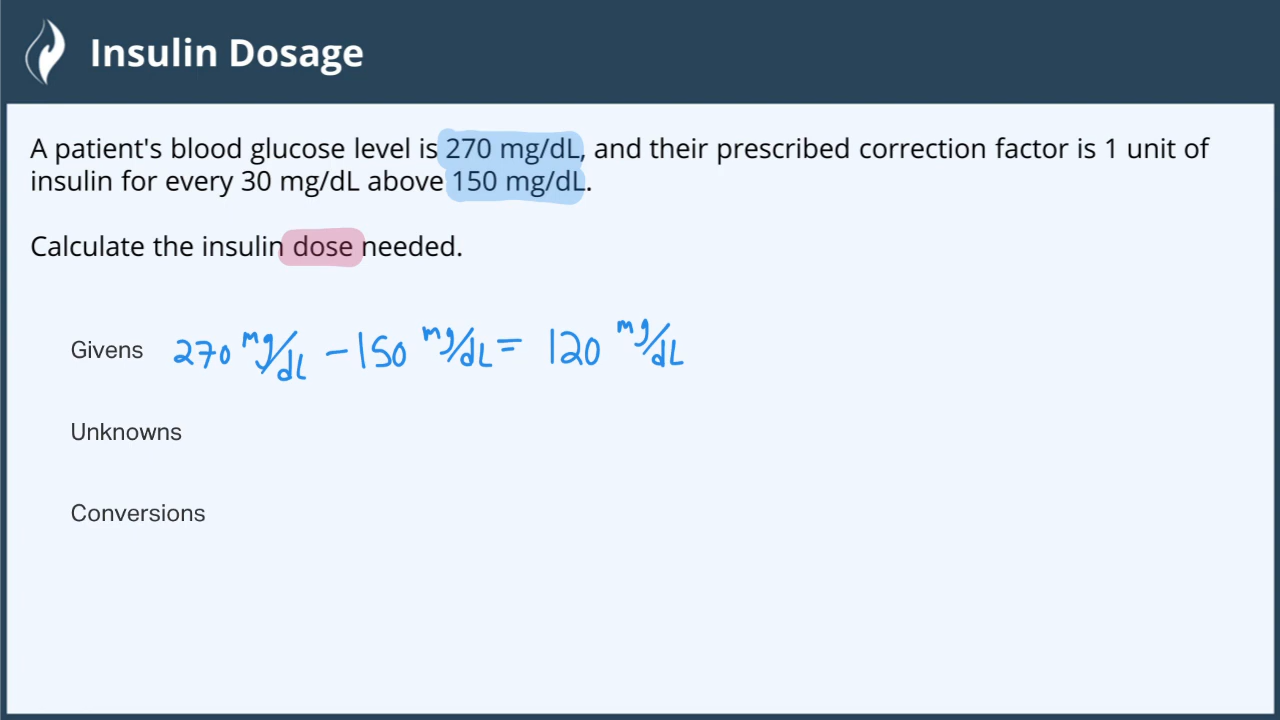 Insulin Dosage
A patient's blood glucose level is 270 mg/dL, and their prescribed correction factor is 1 unit of
insulin for every 30 mg/dL above 150 mg/dL.
Calculate the insulin dose needed.
Givens 270 mg/dL - 150 mg/dL = 120 mg/dL
Unknowns
Conversions